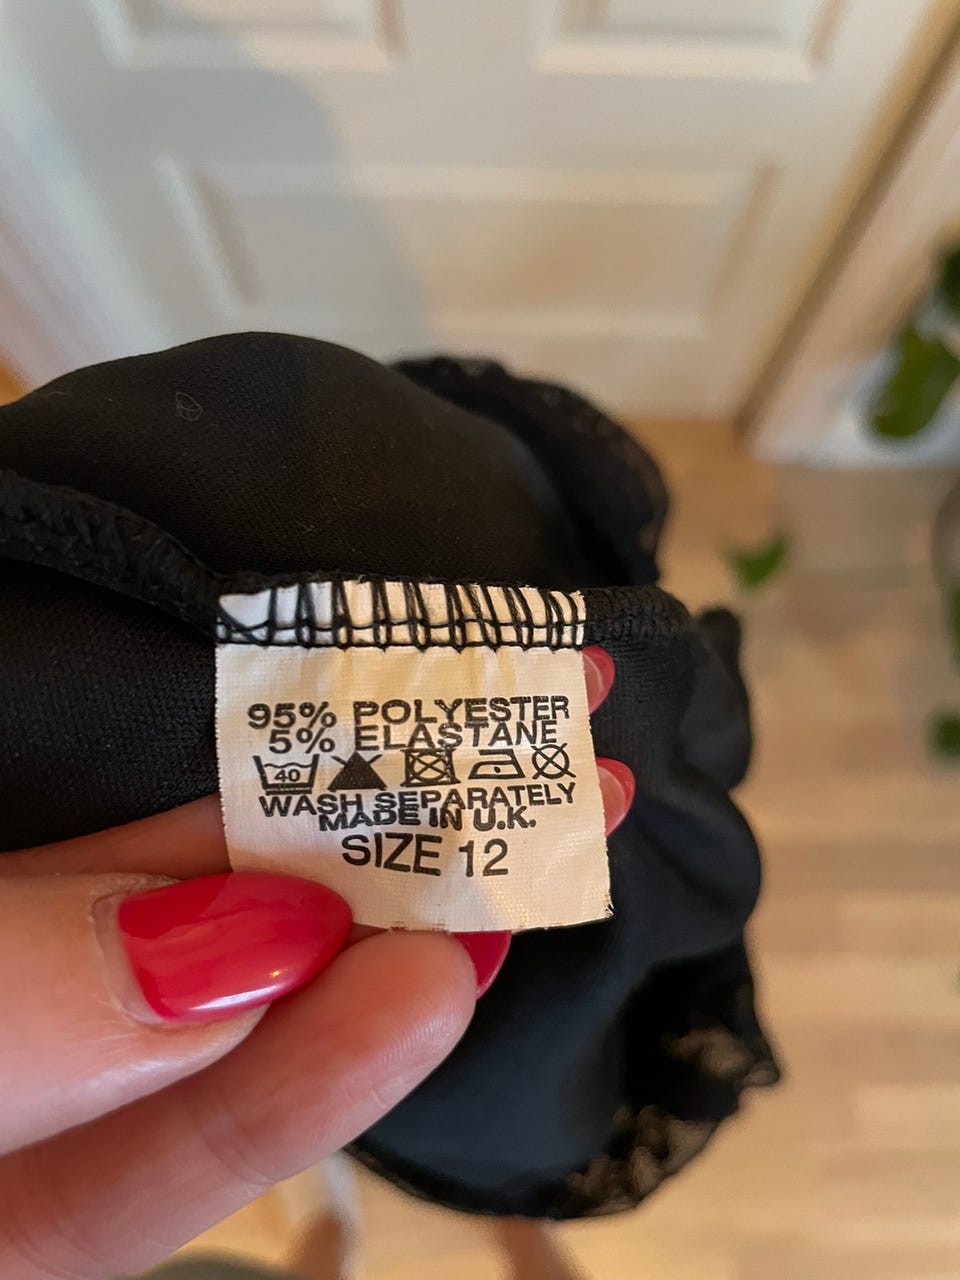 95% POLYESTER
5% ELASTANE
40
WASH SEPARATELY
MADE IN U.K.
SIZE 12